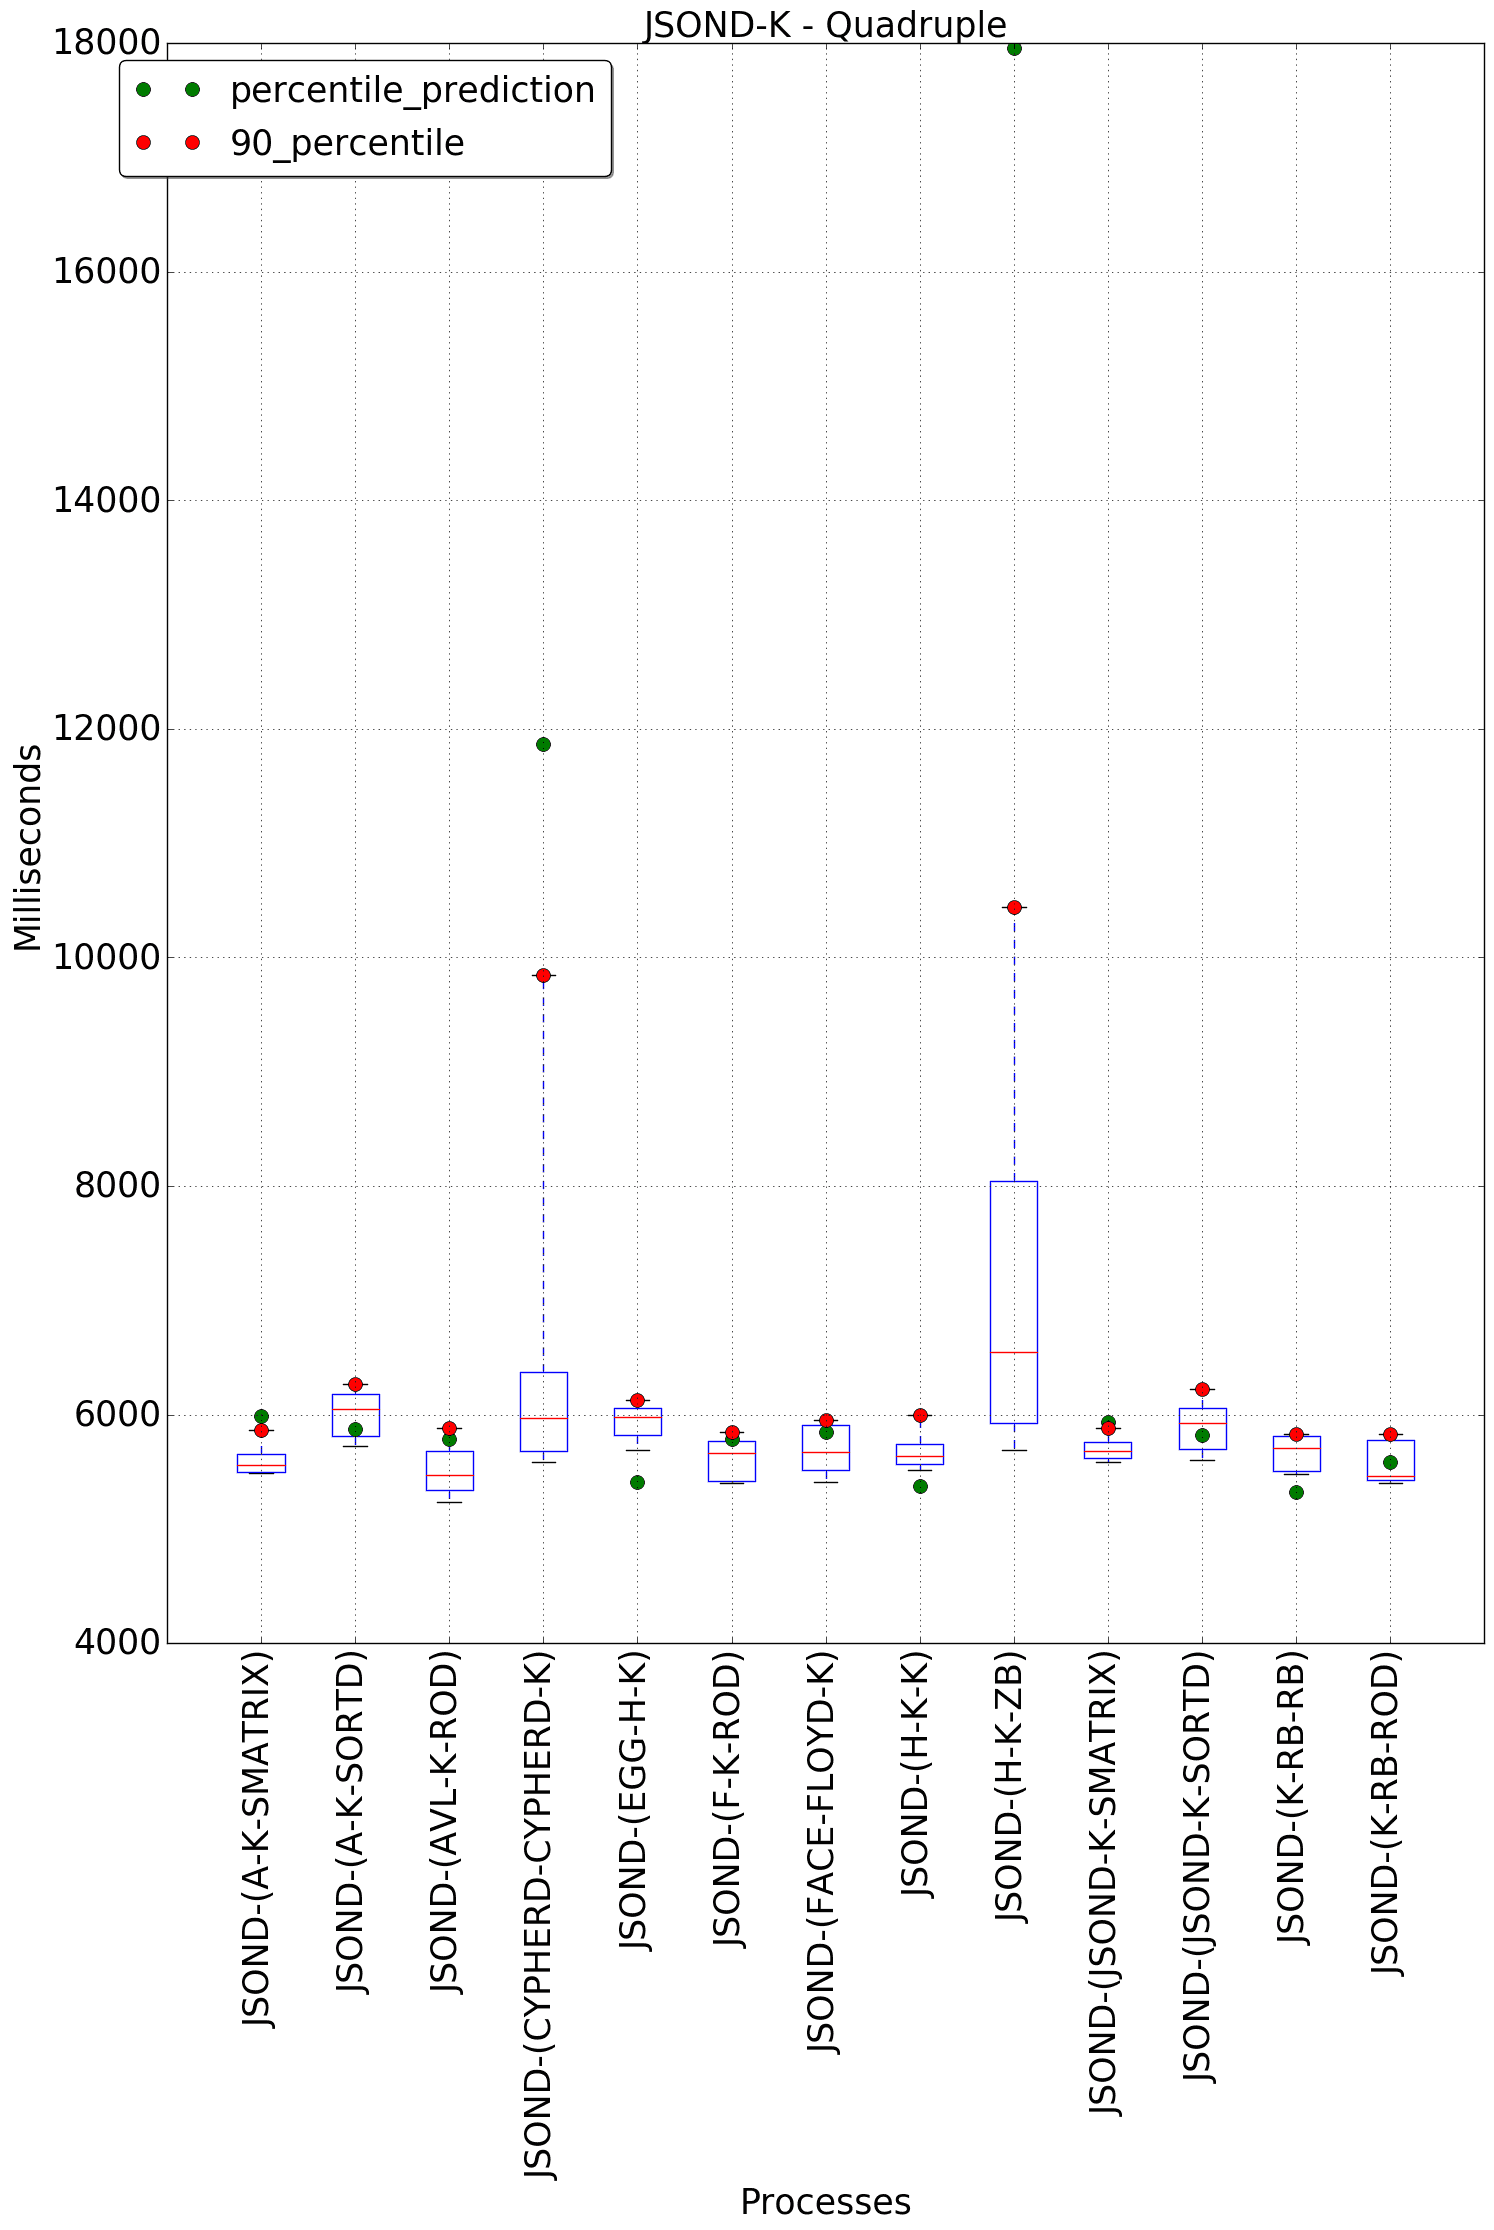 JSOND-K - Quadruple
percentile_prediction
90_percentile
18000
16000
14000
12000
10000
8000
6000
4000
Milliseconds
JSOND-(A-K-SMATRIX)
JSOND-(A-K-SORTD)
JSOND-(AVL-K-ROD)
JSOND-(CYPHERD-CYPHERD-K)
JSOND-(EGG-H-K)
JSOND-(F-K-ROD)
JSOND-(FACE-FLOYD-K)
JSOND-(H-K-K)
JSOND-(H-K-ZB)
JSOND-(JSOND-K-SMATRIX)
JSOND-(JSOND-K-SORTD)
JSOND-(K-RB-RB)
JSOND-(K-RB-ROD)
Processes